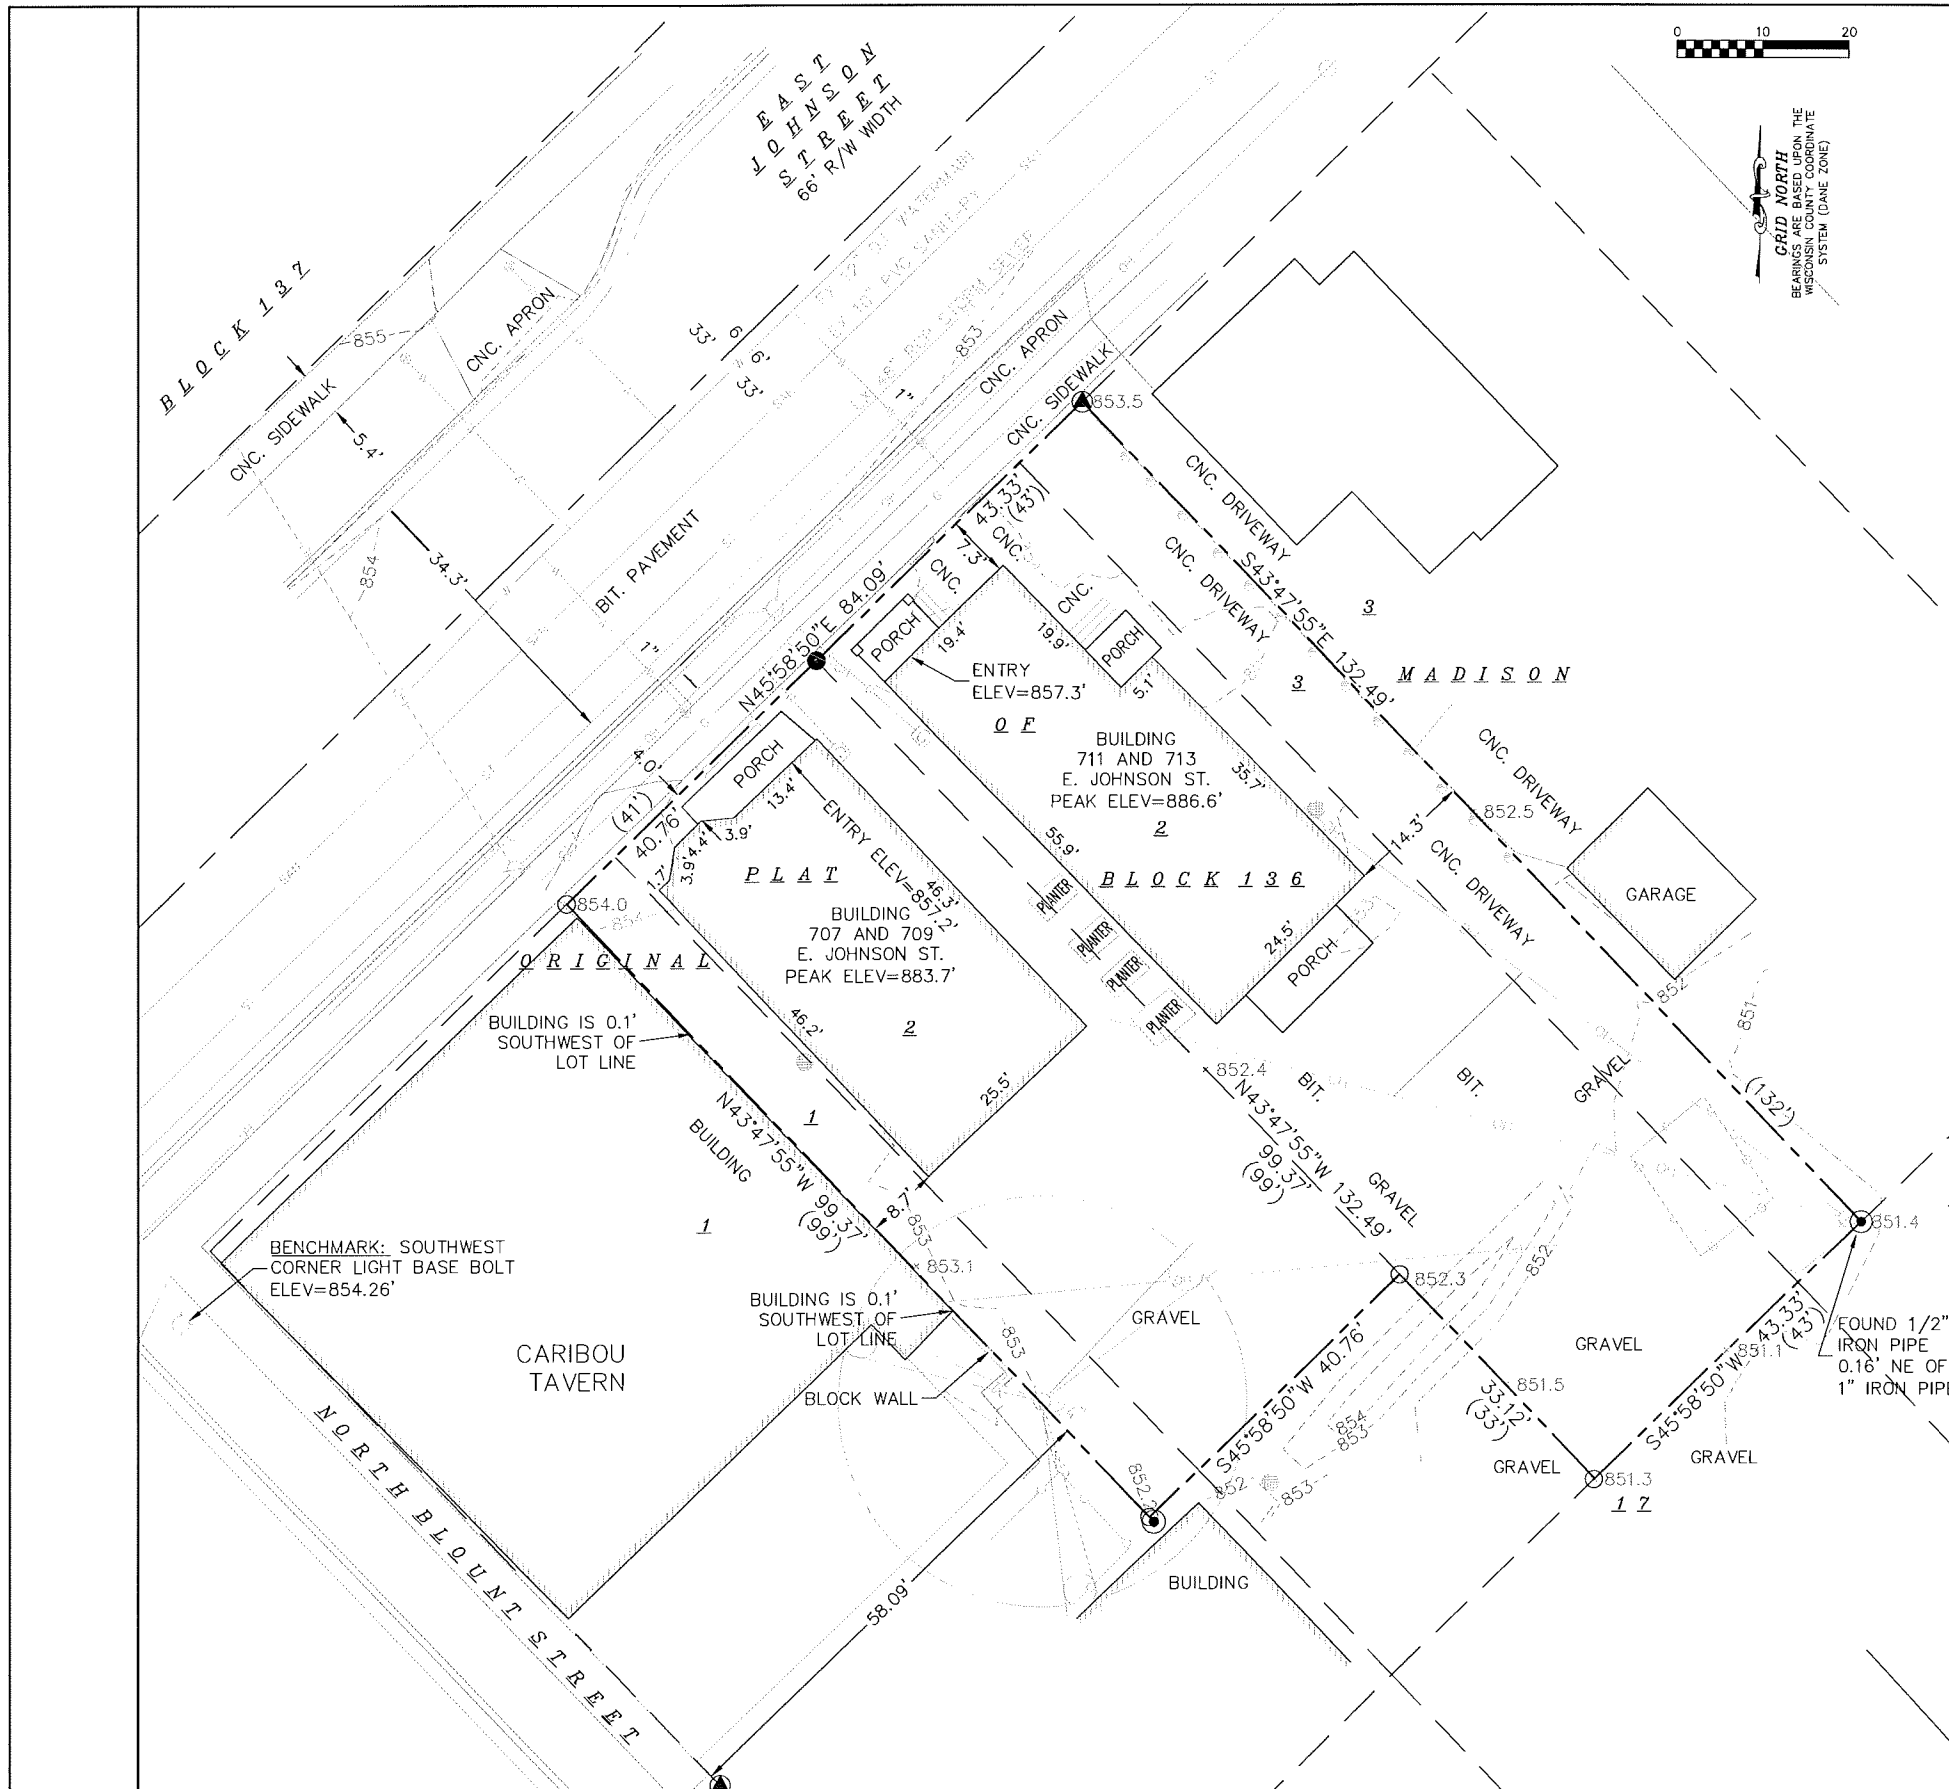 0 10 20
GRID NORTH
BEARINGS ARE BASED UPON THE
WISCONSIN COUNTY COORDINATE
SYSTEM (DANE ZONE)
EAST
JOHNSON
STREET
66' R/W WIDTH
BLOCK 137
855
CNC. APRON
CNC. SIDEWALK
5.4'
33'
6'
6'
33'
WATERMAIN
48" RCP STORM SEWER
853
1"
CNC. APRON
CNC. SIDEWALK
853.5
854
34.3'
BIT. PAVEMENT
1"
43.33'
(43')
7.3'
CNC.
CNC.
CNC.
CNC. DRIVEWAY
CNC. DRIVEWAY
S43°47'55"E 132.49'
3
3
MADISON
N45°58'50"E 84.09'
PORCH
19.4'
19.9'
PORCH
5.1'
ENTRY
ELEV=857.3'
OF
BUILDING
711 AND 713
E. JOHNSON ST.
PEAK ELEV=886.6'
2
35.7'
CNC. DRIVEWAY
852.5
14.3'
CNC. DRIVEWAY
GARAGE
4.0'
PORCH
13.4'
(41')
40.76'
3.9'
4.4'
3.9'
1.7'
ENTRY ELEV=857.2'
55.9'
PLAT
BLOCK 136
46.3'
PLANTER
PLANTER
PLANTER
PLANTER
24.5'
PORCH
854.0
854
BUILDING
707 AND 709
E. JOHNSON ST.
PEAK ELEV=883.7'
ORIGINAL
2
46.2'
BUILDING IS 0.1'
SOUTHWEST OF
LOT LINE
852
851
852.4
BIT.
BIT.
GRAVEL
(132')
25.5'
1
BUILDING
N43°47'55"W 99.37'
(99')
N43°47'55"W 132.49'
99.37'
(99')
GRAVEL
8.7'
853
1
851.4
BENCHMARK: SOUTHWEST
CORNER LIGHT BASE BOLT
ELEV=854.26'
853.1
852.3
852
BUILDING IS 0.1'
SOUTHWEST OF
LOT LINE
GRAVEL
853
GRAVEL
43.33'
(43')
FOUND 1/2"
IRON PIPE
0.16' NE OF
1" IRON PIPE
851.1
CARIBOU
TAVERN
BLOCK WALL
851.5
33.12'
(33')
S45°58'50"W 40.76'
854
853
S45°58'50"W
GRAVEL
GRAVEL
852
853
851.3
17
NORTH BLOUNT STREET
BUILDING
58.09'